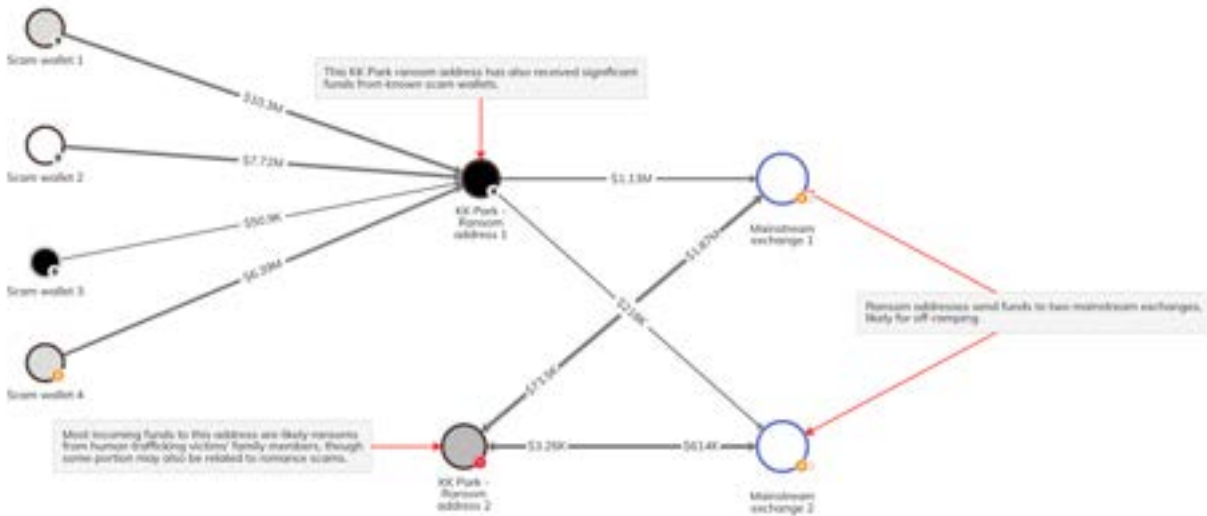 Scam wallet 1
This KK Park ransom address has also received significant
funds from known scam wallets.
$10.3M
Scam wallet 2
$7.72M
$1.13M
KK Park -
Ransom
address 1
Mainstream
exchange 1
$50.9K
Scam wallet 3
$6.39M
$1.87M
$218K
Ransom addresses send funds to two mainstream exchanges,
likely for off-ramping
Scam wallet 4
$73.5K
Most incoming funds to this address are likely ransoms
from human trafficking victims' family members, though
some portion may also be related to romance scams.
$3.26K
$614K
KK Park -
Ransom
address 2
Mainstream
exchange 2